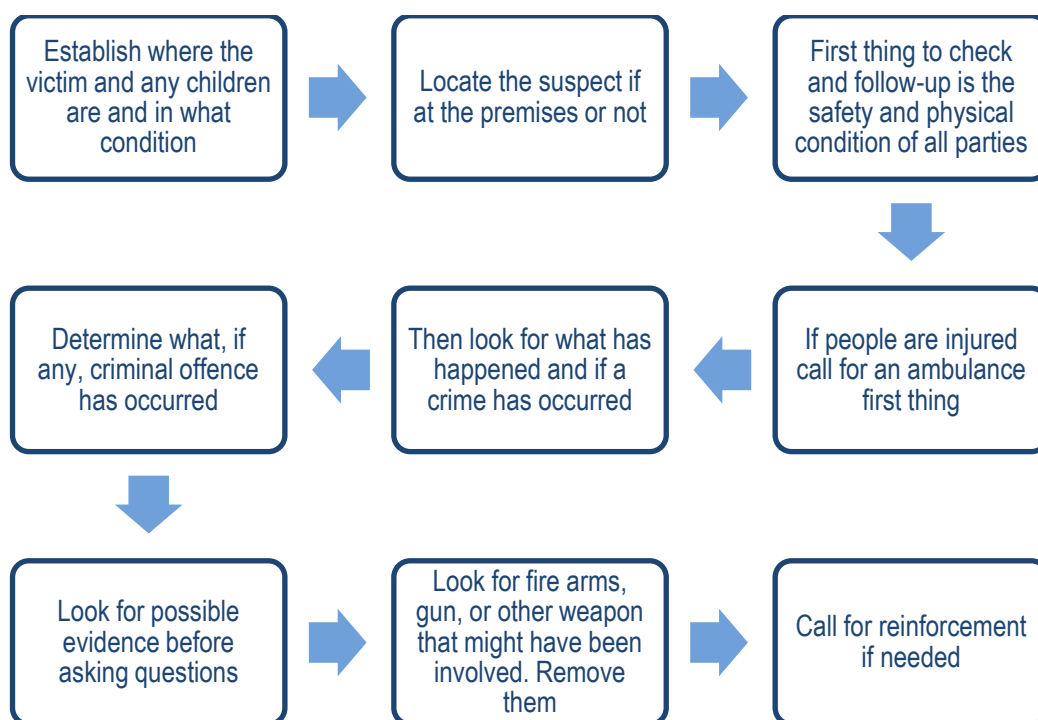 Establish where the
victim and any children
are and in what
condition
Locate the suspect if
at the premises or not
First thing to check
and follow-up is the
safety and physical
condition of all parties
If people are injured
call for an ambulance
first thing
Then look for what has
happened and if a
crime has occurred
Determine what, if
any, criminal offence
has occurred
Look for possible
evidence before
asking questions
Look for fire arms,
gun, or other weapon
that might have been
involved. Remove
them
Call for reinforcement
if needed